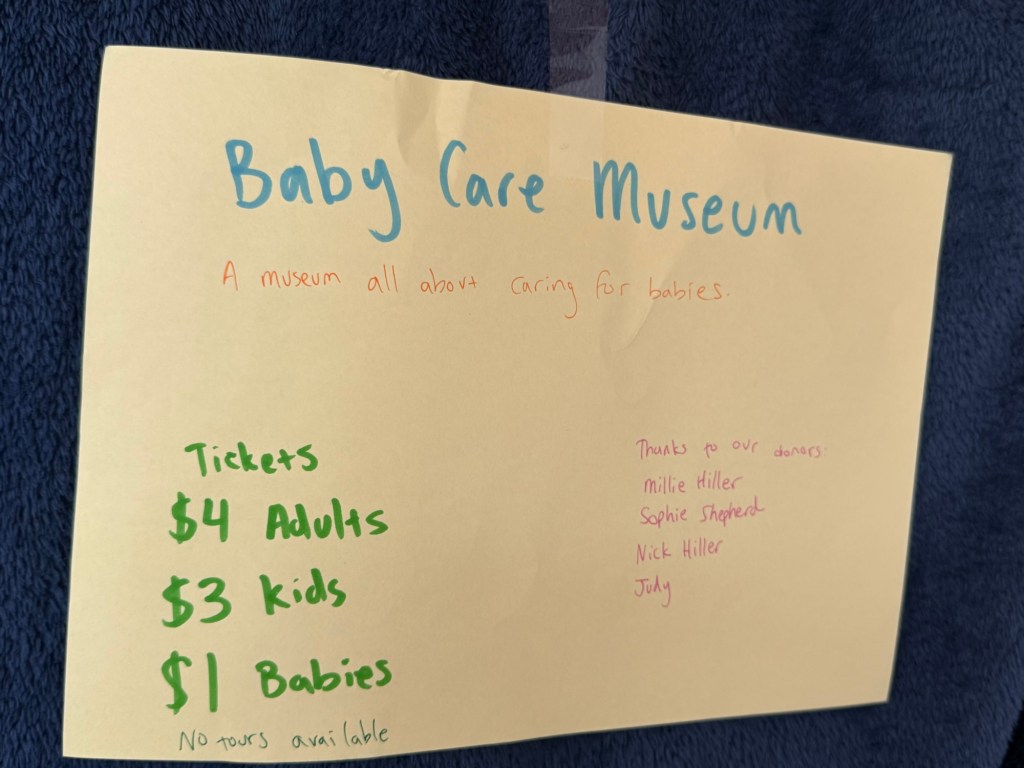 Baby Care Museum
A museum all about caring for babies.
Tickets
$4 Adults
$3 kids
$1 Babies
No tours available
Thanks to our donors:
Millie Hiller
Sophie Shepherd
Nick Hiller
Judy